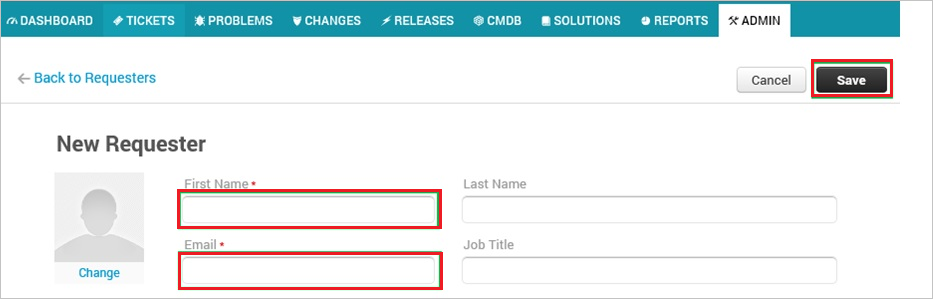 DASHBOARD TICKETS PROBLEMS CHANGES RELEASES CMDB SOLUTIONS REPORTS ADMIN
Back to Requesters Cancel Save
New Requester
First Name * Last Name
Email * Job Title
Change